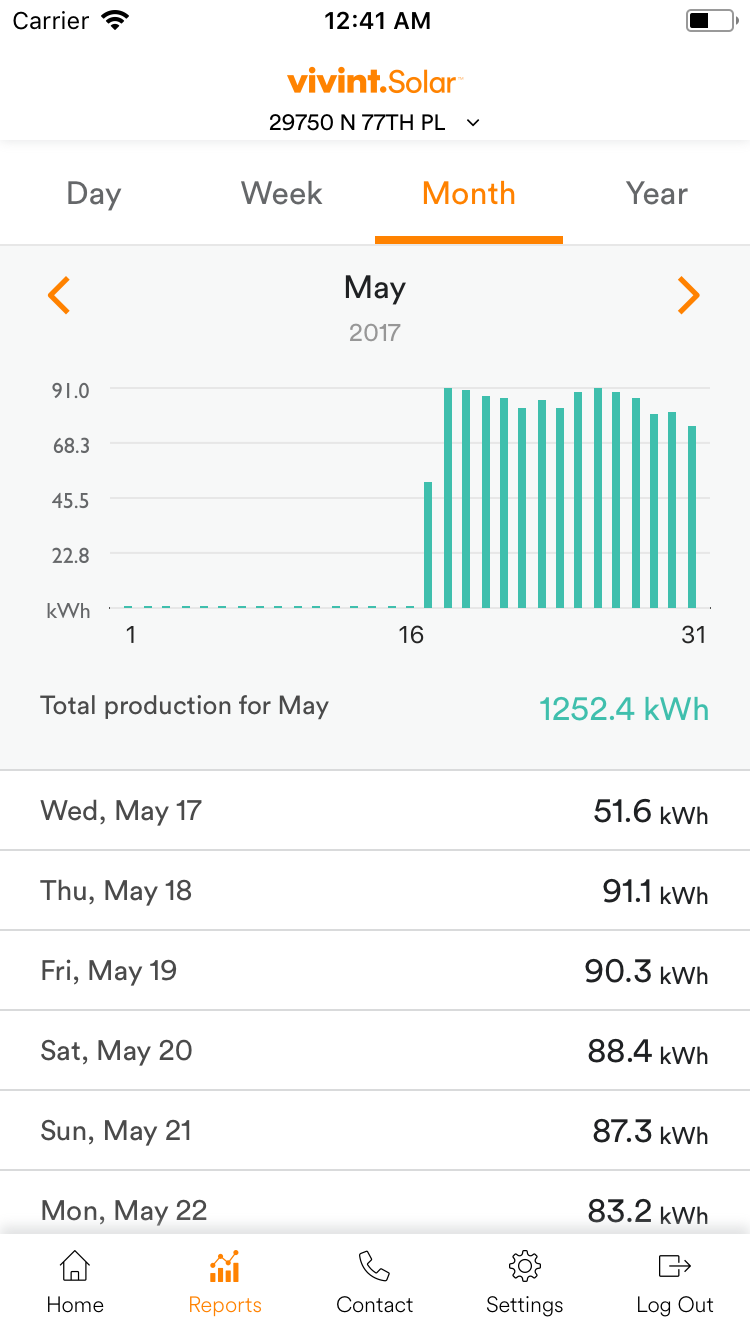 Carrier 12:41 AM
vivint.Solar
29750 N 77TH PL
Day Week Month Year
May
2017
91.0
68.3
45.5
22.8
kWh
1 16 31
Total production for May 1252.4 kWh
Wed, May 17 51.6 kWh
Thu, May 18 91.1 kWh
Fri, May 19 90.3 kWh
Sat, May 20 88.4 kWh
Sun, May 21 87.3 kWh
Mon, May 22 83.2 kWh
Home Reports Contact Settings Log Out